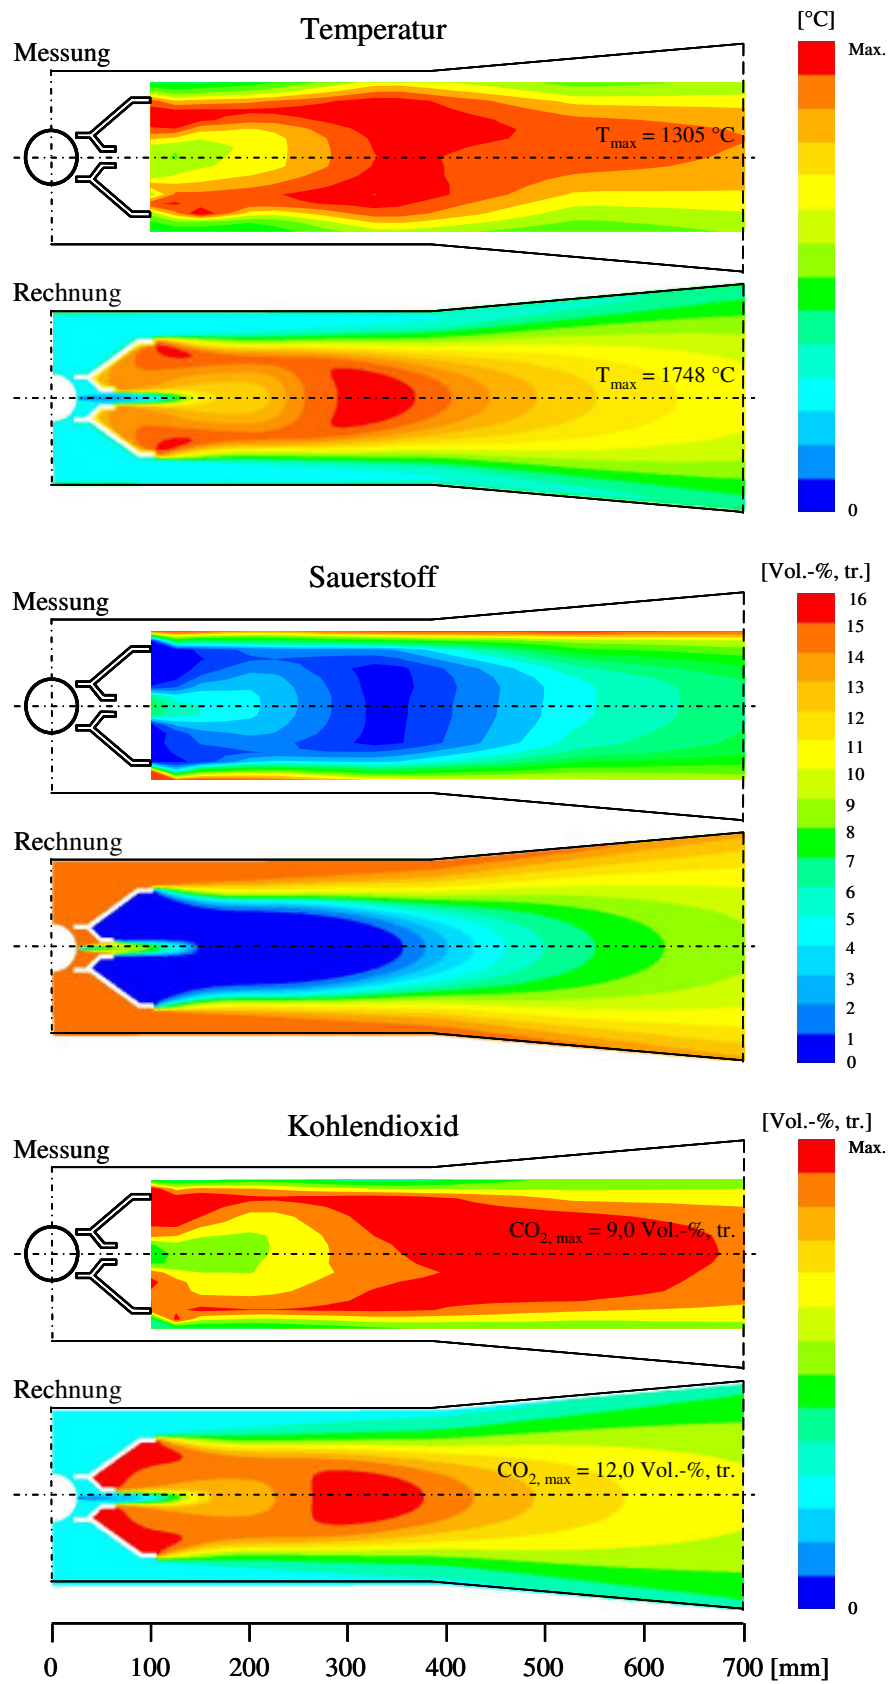 Temperatur
[°C]
Messung
Max.
Tmax = 1305 °C
Rechnung
Tmax = 1748 °C
0
Sauerstoff
[Vol.-%, tr.]
Messung
16
15
14
13
12
11
10
9
8
7
6
5
4
3
2
1
0
Rechnung
Kohlendioxid
[Vol.-%, tr.]
Messung
Max.
CO2, max = 9,0 Vol.-%, tr.
Rechnung
CO2, max = 12,0 Vol.-%, tr.
0
0 100 200 300 400 500 600 700 [mm]